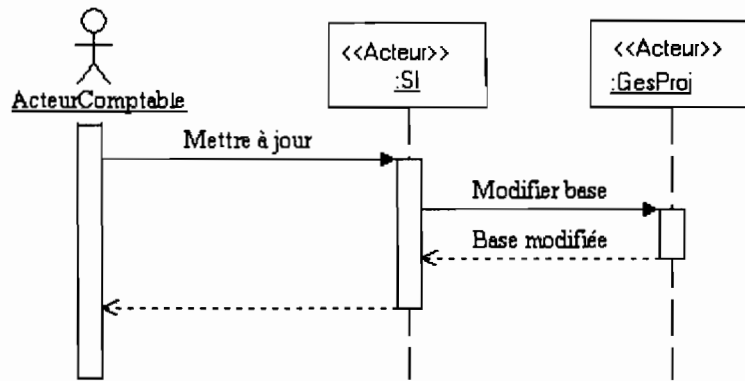 <<Acteur>>
:SI
<<Acteur>>
:GesProj
ActeurComptable
Mettre à jour
Modifier base
Base modifiée